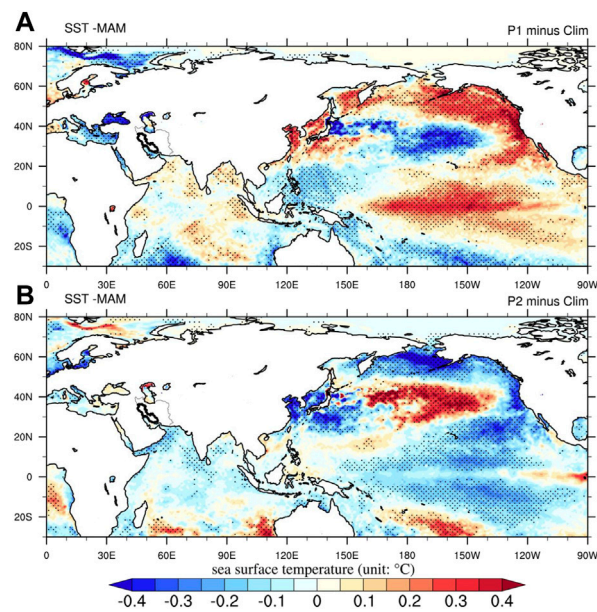 A
SST -MAM P1 minus Clim
80N
60N
40N
20N
0
20S
0 30E 60E 90E 120E 150E 180 150W 120W 90W
B
SST -MAM P2 minus Clim
80N
60N
40N
20N
0
20S
0 30E 60E 90E 120E 150E 180 150W 120W 90W
sea surface temperature (unit: °C)
-0.4 -0.3 -0.2 -0.1 0 0.1 0.2 0.3 0.4